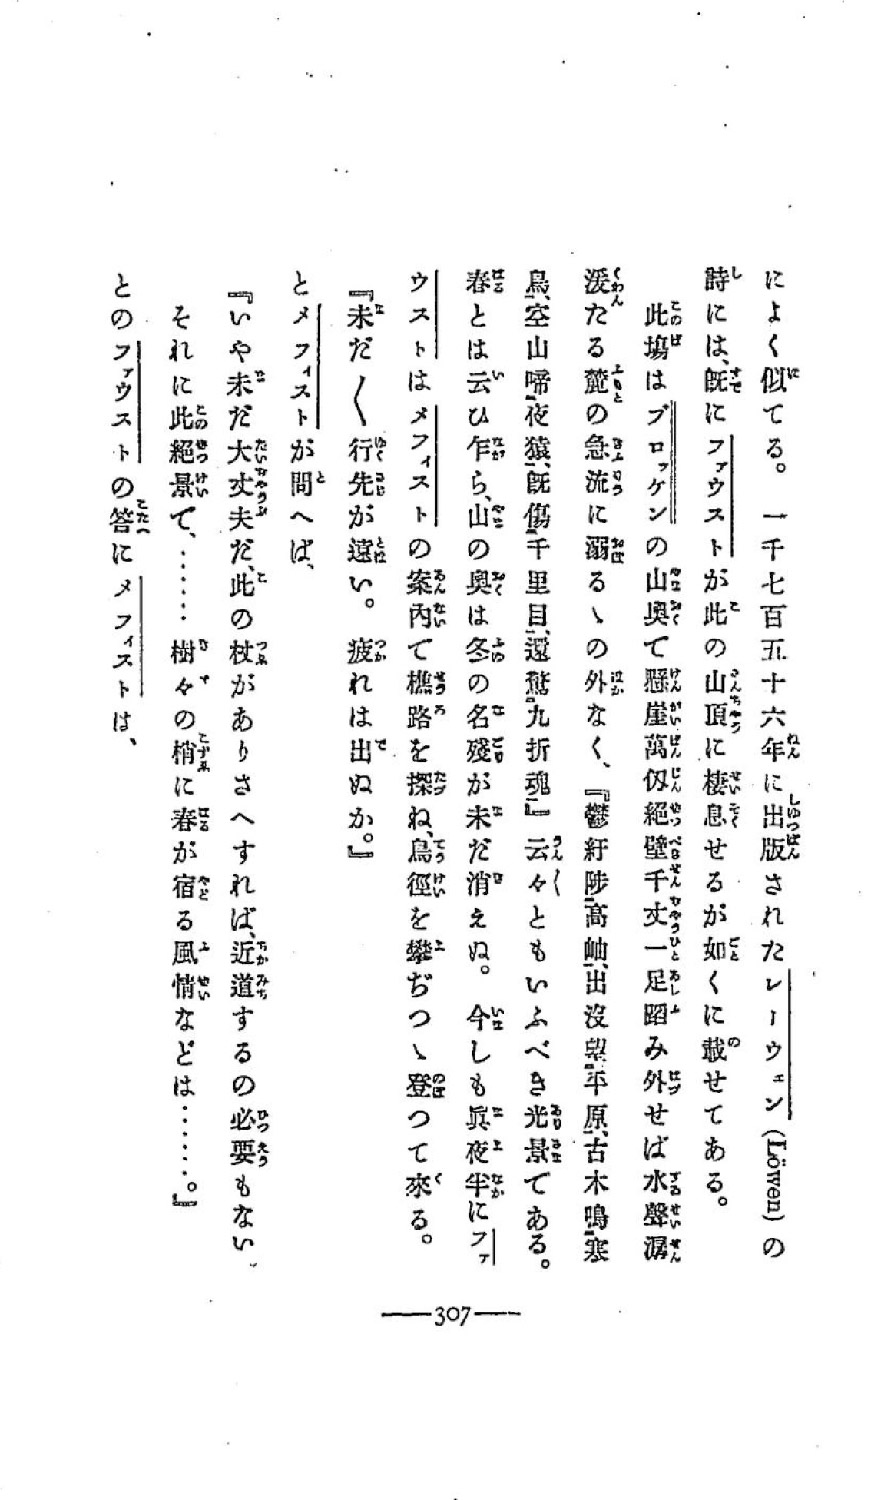 によく似てる。一千七百五十六年に出版されたレーウェン(Löwen)の
詩には、既にファウストが此の山頂に棲息せるが如くに載せてある。
此塲はブロッケンの山奥て懸崖萬仭絕壁千丈一足蹈み外せば水聲潺
湲たる麓の急流に溺るゝの外なく、『鬱紆陟高岫、出沒望平原、古木鳴寒
鳥、空山啼夜猿、既傷千里目、還驚九折魂』云々ともいふべき光景てある。
春とは云ひ乍ら、山の奥は冬の名殘が未だ消えぬ。今しも眞夜半にファ
ウストはメフィストの案內て樵路を探ね、鳥徑を攀ぢつゝ登つて來る。
『未だ〱行先が遠い。疲れは出ぬか。』
とメフィストが問へば、
『いや未だ大丈夫だ、此の杖がありさへすれば、近道するの必要もない、
それに此絕景て、……樹々の梢に春が宿る風情などは……。』
とのファウストの答にメフィストは、
307